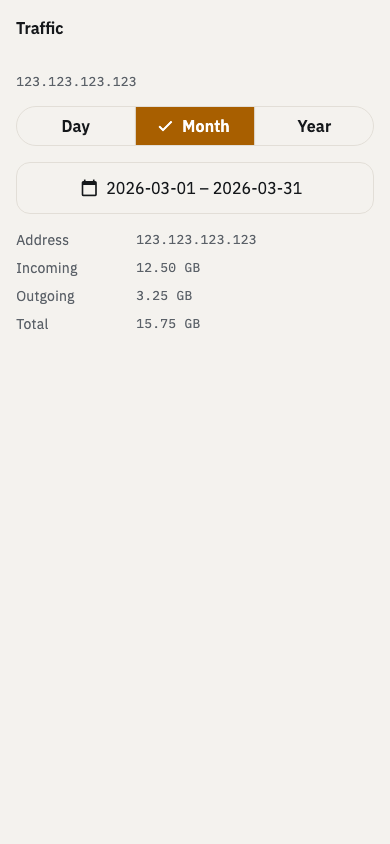 Traffic
123.123.123.123
Day Month Year
2026-03-01 – 2026-03-31
Address 123.123.123.123
Incoming 12.50 GB
Outgoing 3.25 GB
Total 15.75 GB